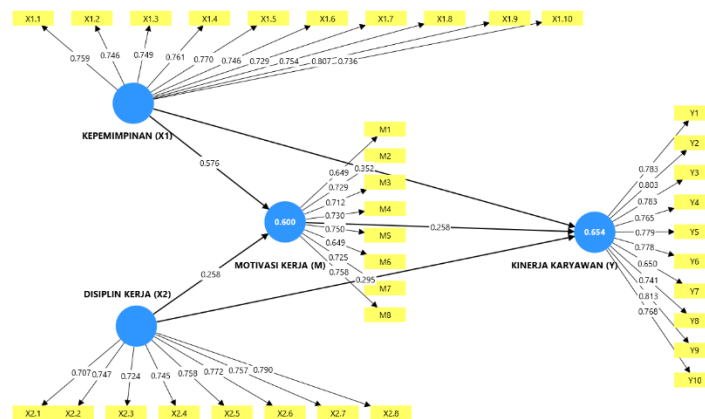 X1.1 X1.2 X1.3 X1.4 X1.5 X1.6 X1.7 X1.8 X1.9 X1.10
0.759 0.746 0.749 0.761 0.770 0.746 0.729 0.754 0.807 0.736
KEPEMIMPINAN (X1)
0.576
0.352
M1
M2
M3
M4
M5
M6
M7
M8
0.649
0.729
0.712
0.730
0.750
0.649
0.725
0.758
0.600
MOTIVASI KERJA (M)
0.258
0.258
0.295
DISIPLIN KERJA (X2)
0.707 0.747 0.724 0.745 0.758 0.772 0.757 0.790
X2.1 X2.2 X2.3 X2.4 X2.5 X2.6 X2.7 X2.8
0.654
KINERJA KARYAWAN (Y)
0.783
0.803
0.783
0.765
0.779
0.778
0.650
0.741
0.813
0.768
Y1
Y2
Y3
Y4
Y5
Y6
Y7
Y8
Y9
Y10